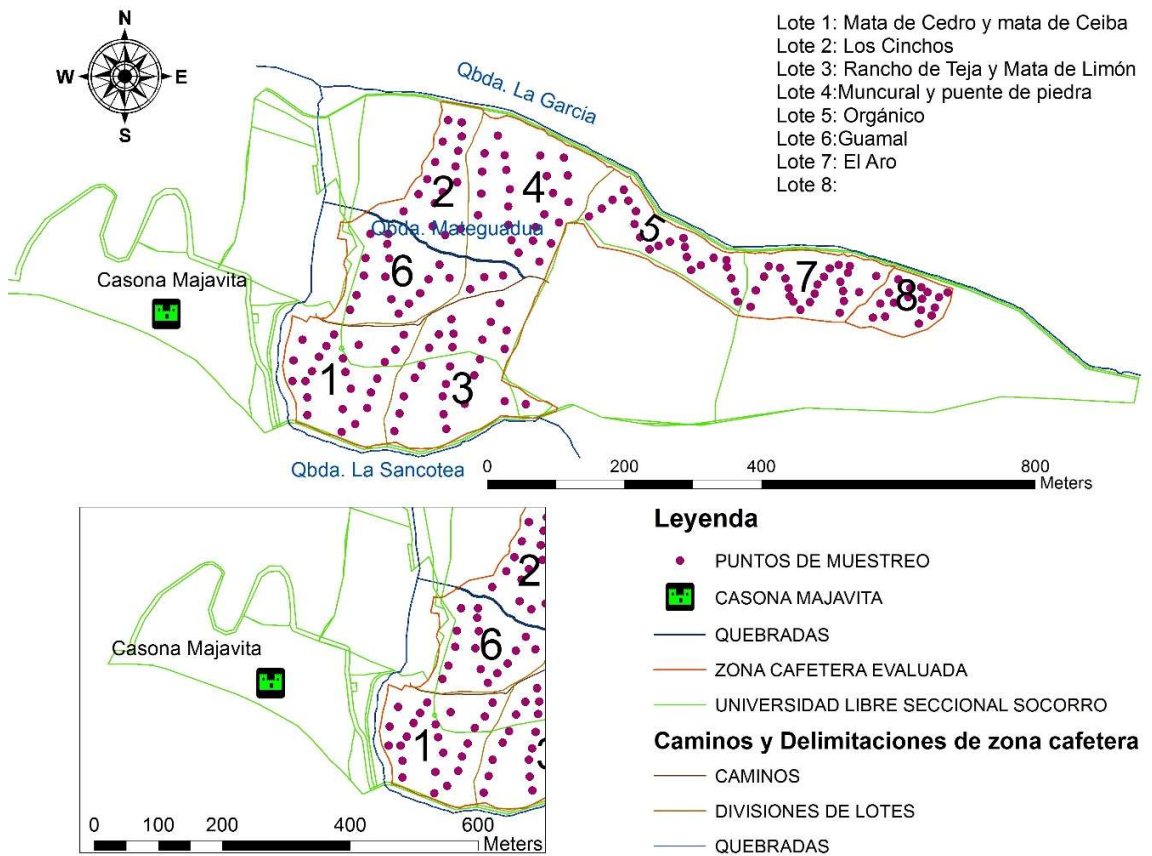 N
W E
S
Lote 1: Mata de Cedro y mata de Ceiba
Lote 2: Los Cinchos
Lote 3: Rancho de Teja y Mata de Limón
Lote 4:Muncural y puente de piedra
Lote 5: Orgánico
Lote 6:Guamal
Lote 7: El Aro
Lote 8:
Qbda. La García
2
4
5
Qbda. Mateguadua
6
7
8
Casona Majavita
1
3
Qbda. La Sancotea
0 200 400 800
Meters
2
6
Casona Majavita
1
3
0 100 200 400 600
Meters
Leyenda
PUNTOS DE MUESTREO
CASONA MAJAVITA
QUEBRADAS
ZONA CAFETERA EVALUADA
UNIVERSIDAD LIBRE SECCIONAL SOCORRO
Caminos y Delimitaciones de zona cafetera
CAMINOS
DIVISIONES DE LOTES
QUEBRADAS